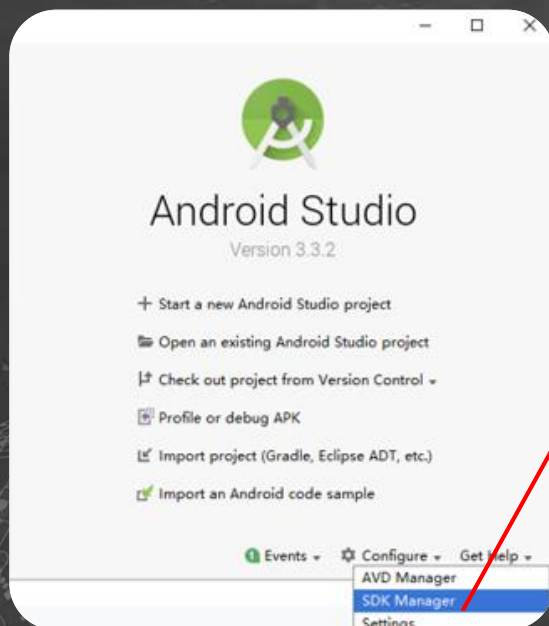 Android Studio
Version 3.3.2
Start a new Android Studio project
Open an existing Android Studio project
Check out project from Version Control
Profile or debug APK
Import project (Gradle, Eclipse ADT, etc.)
Import an Android code sample
Events Configure Get Help
AVD Manager
SDK Manager
Settings